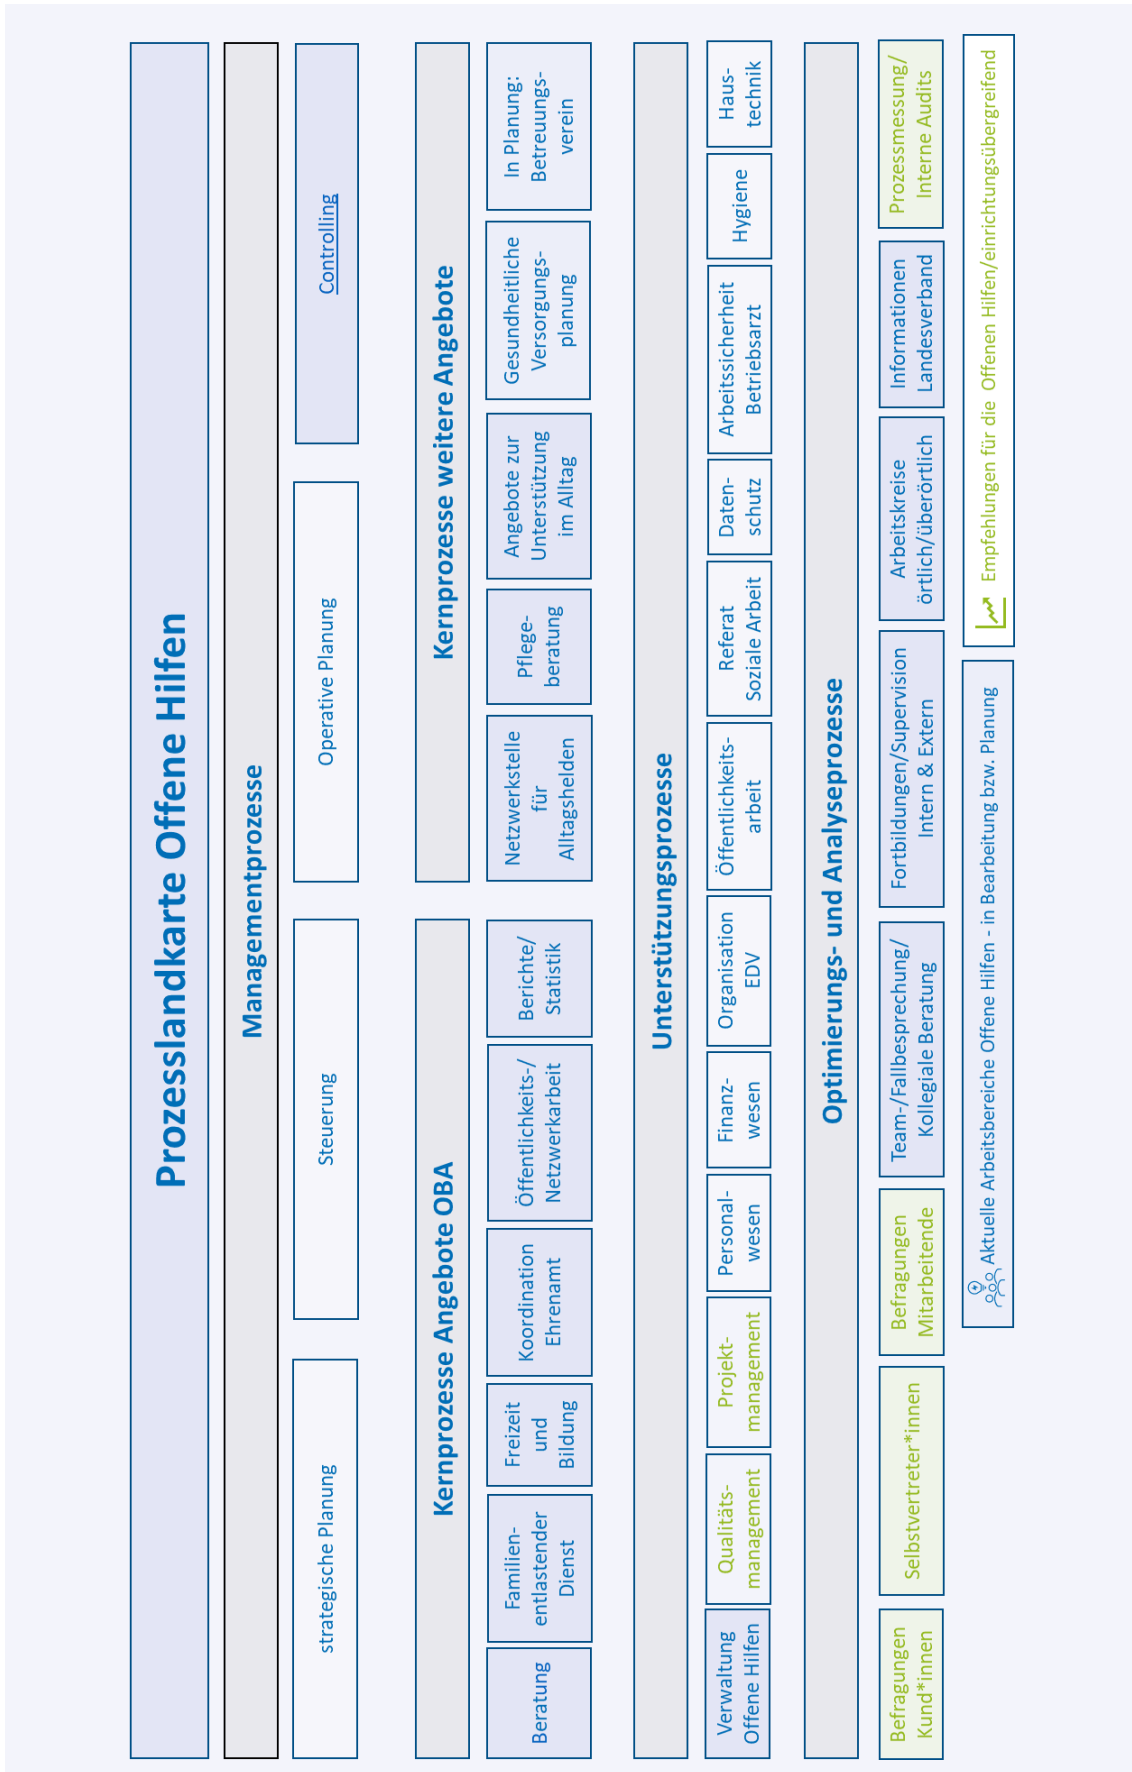 Prozesslandkarte Offene Hilfen
Managementprozesse
strategische Planung
Steuerung
Operative Planung
Controlling
Kernprozesse Angebote OBA
Kernprozesse weitere Angebote
Beratung
Familien-
entlastender
Dienst
Freizeit
und
Bildung
Koordination
Ehrenamt
Öffentlichkeits-/
Netzwerkarbeit
Berichte/
Statistik
Netzwerkstelle
für
Alltagshelden
Pflege-
beratung
Angebote zur
Unterstützung
im Alltag
Gesundheitliche
Versorgungs-
planung
In Planung:
Betreuungs-
verein
Unterstützungsprozesse
Verwaltung
Offene Hilfen
Qualitäts-
management
Projekt-
management
Personal-
wesen
Finanz-
wesen
Organisation
EDV
Öffentlichkeits-
arbeit
Referat
Soziale Arbeit
Daten-
schutz
Arbeitssicherheit
Betriebsarzt
Hygiene
Haus-
technik
Optimierungs- und Analyseprozesse
Befragungen
Kund*innen
Selbstvertreter*innen
Befragungen
Mitarbeitende
Team-/Fallbesprechung/
Kollegiale Beratung
Fortbildungen/Supervision
Intern & Extern
Arbeitskreise
örtlich/überörtlich
Informationen
Landesverband
Prozessmessung/
Interne Audits
Aktuelle Arbeitsbereiche Offene Hilfen - in Bearbeitung bzw. Planung
Empfehlungen für die Offenen Hilfen/einrichtungsübergreifend